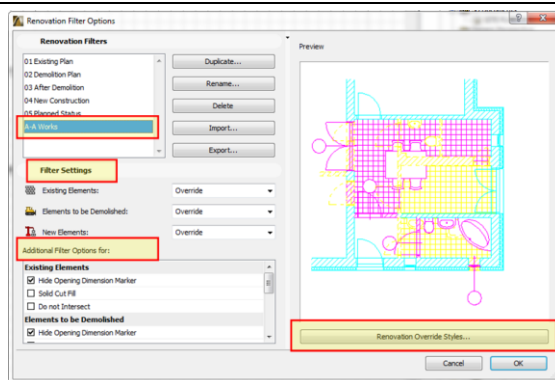 Renovation Filter Options
Renovation Filters
01 Existing Plan
02 Demolition Plan
03 After Demolition
04 New Construction
05 Planned Status
A-A Works
Duplicate...
Rename...
Delete
Import...
Export...
Filter Settings
Existing Elements: Override
Elements to be Demolished: Override
New Elements: Override
Additional Filter Options for:
Existing Elements
Hide Opening Dimension Marker
Solid Cut Fill
Do not Intersect
Elements to be Demolished
Hide Opening Dimension Marker
Preview
Renovation Override Styles...
Cancel
OK